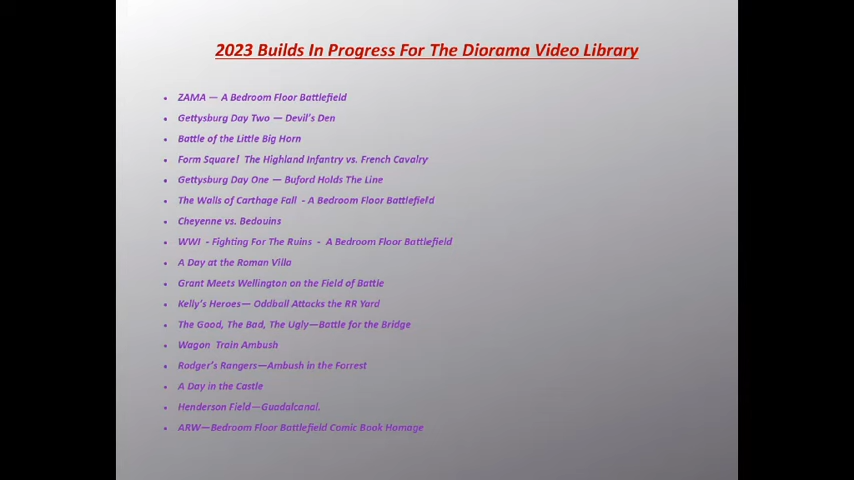 2023 Builds In Progress For The Diorama Video Library
• ZAMA — A Bedroom Floor Battlefield
• Gettysburg Day Two — Devil's Den
• Battle of the Little Big Horn
• Form Square! The Highland Infantry vs. French Cavalry
• Gettysburg Day One — Buford Holds The Line
• The Walls of Carthage Fall - A Bedroom Floor Battlefield
• Cheyenne vs. Bedouins
• WWI - Fighting For The Ruins - A Bedroom Floor Battlefield
• A Day at the Roman Villa
• Grant Meets Wellington on the Field of Battle
• Kelly's Heroes— Oddball Attacks the RR Yard
• The Good, The Bad, The Ugly—Battle for the Bridge
• Wagon Train Ambush
• Rodger's Rangers—Ambush in the Forrest
• A Day in the Castle
• Henderson Field—Guadalcanal.
• ARW—Bedroom Floor Battlefield Comic Book Homage